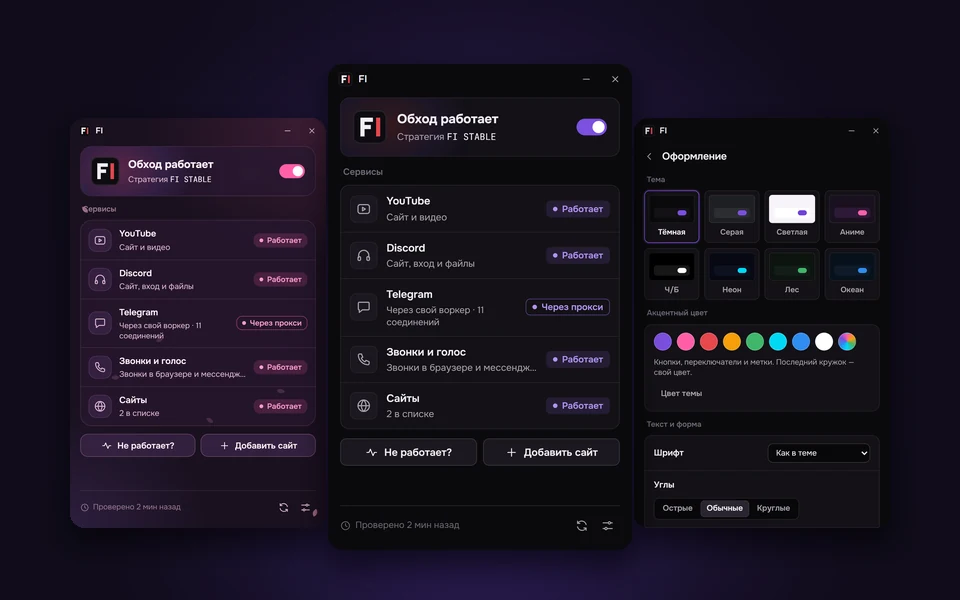 FI FI
Обход работает
Стратегия FI STABLE
Сервисы
YouTube
Сайт и видео
Работает
Discord
Сайт, вход и файлы
Работает
Telegram
Через свой воркер · 11
соединений
Через прокси
Звонки и голос
Звонки в браузере и мессендж...
Работает
Сайты
2 в списке
Работает
Не работает?
Добавить сайт
Проверено 2 мин назад
FI FI
FI
Обход работает
Стратегия FI STABLE
Сервисы
YouTube
Сайт и видео
Работает
Discord
Сайт, вход и файлы
Работает
Telegram
Через свой воркер · 11
соединений
Через прокси
Звонки и голос
Звонки в браузере и мессендж...
Работает
Сайты
2 в списке
Работает
Не работает?
Добавить сайт
Проверено 2 мин назад
FI FI
Оформление
Тема
Тёмная
Серая
Светлая
Аниме
Ч/Б
Неон
Лес
Океан
Акцентный цвет
Кнопки, переключатели и метки. Последний кружок —
свой цвет.
Цвет темы
Текст и форма
Шрифт
Как в теме
Углы
Острые
Обычные
Круглые